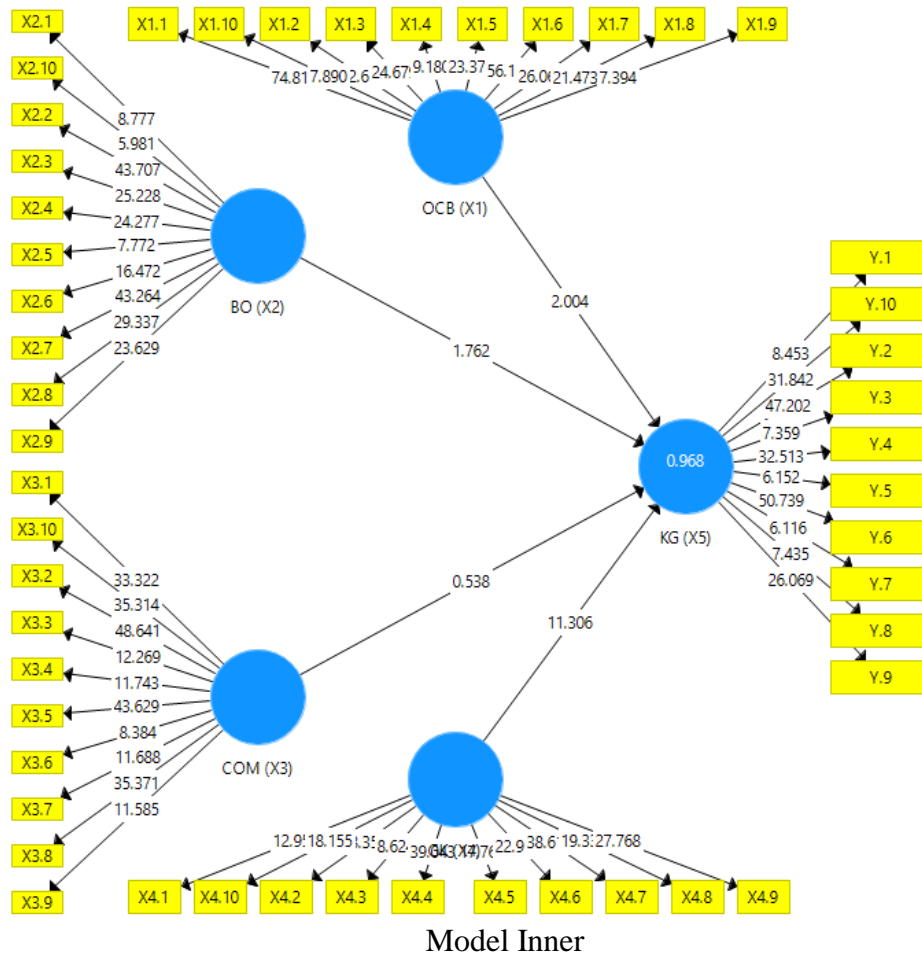 X2.1
X2.10
X2.2
X2.3
X2.4
X2.5
X2.6
X2.7
X2.8
X2.9
8.777
5.981
43.707
25.228
24.277
7.772
16.472
43.264
29.337
23.629
BO (X2)
X1.1 X1.10 X1.2 X1.3 X1.4 X1.5 X1.6 X1.7 X1.8 X1.9
21.473
OCB (X1)
2.004
1.762
0.538
11.306
0.968
KG (X5)
8.453
31.842
47.202
7.359
32.513
6.152
50.739
6.116
7.435
26.069
Y.1
Y.10
Y.2
Y.3
Y.4
Y.5
Y.6
Y.7
Y.8
Y.9
X3.1
X3.10
X3.2
X3.3
X3.4
X3.5
X3.6
X3.7
X3.8
X3.9
33.322
35.314
48.641
12.269
11.743
43.629
8.384
11.688
35.371
11.585
COM (X3)
18.155 27.768
X4.1 X4.10 X4.2 X4.3 X4.4 X4.5 X4.6 X4.7 X4.8 X4.9
Model Inner